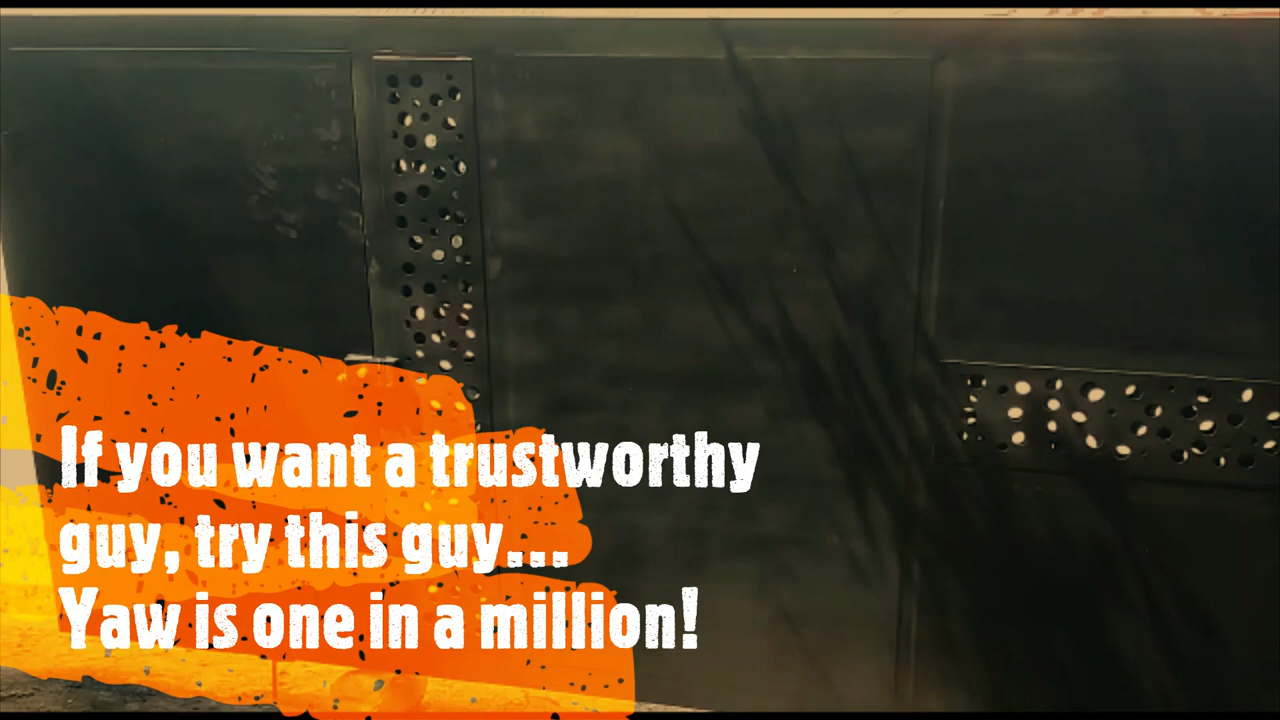 If you want a trustworthy
guy, try this guy...
Yaw is one in a million!